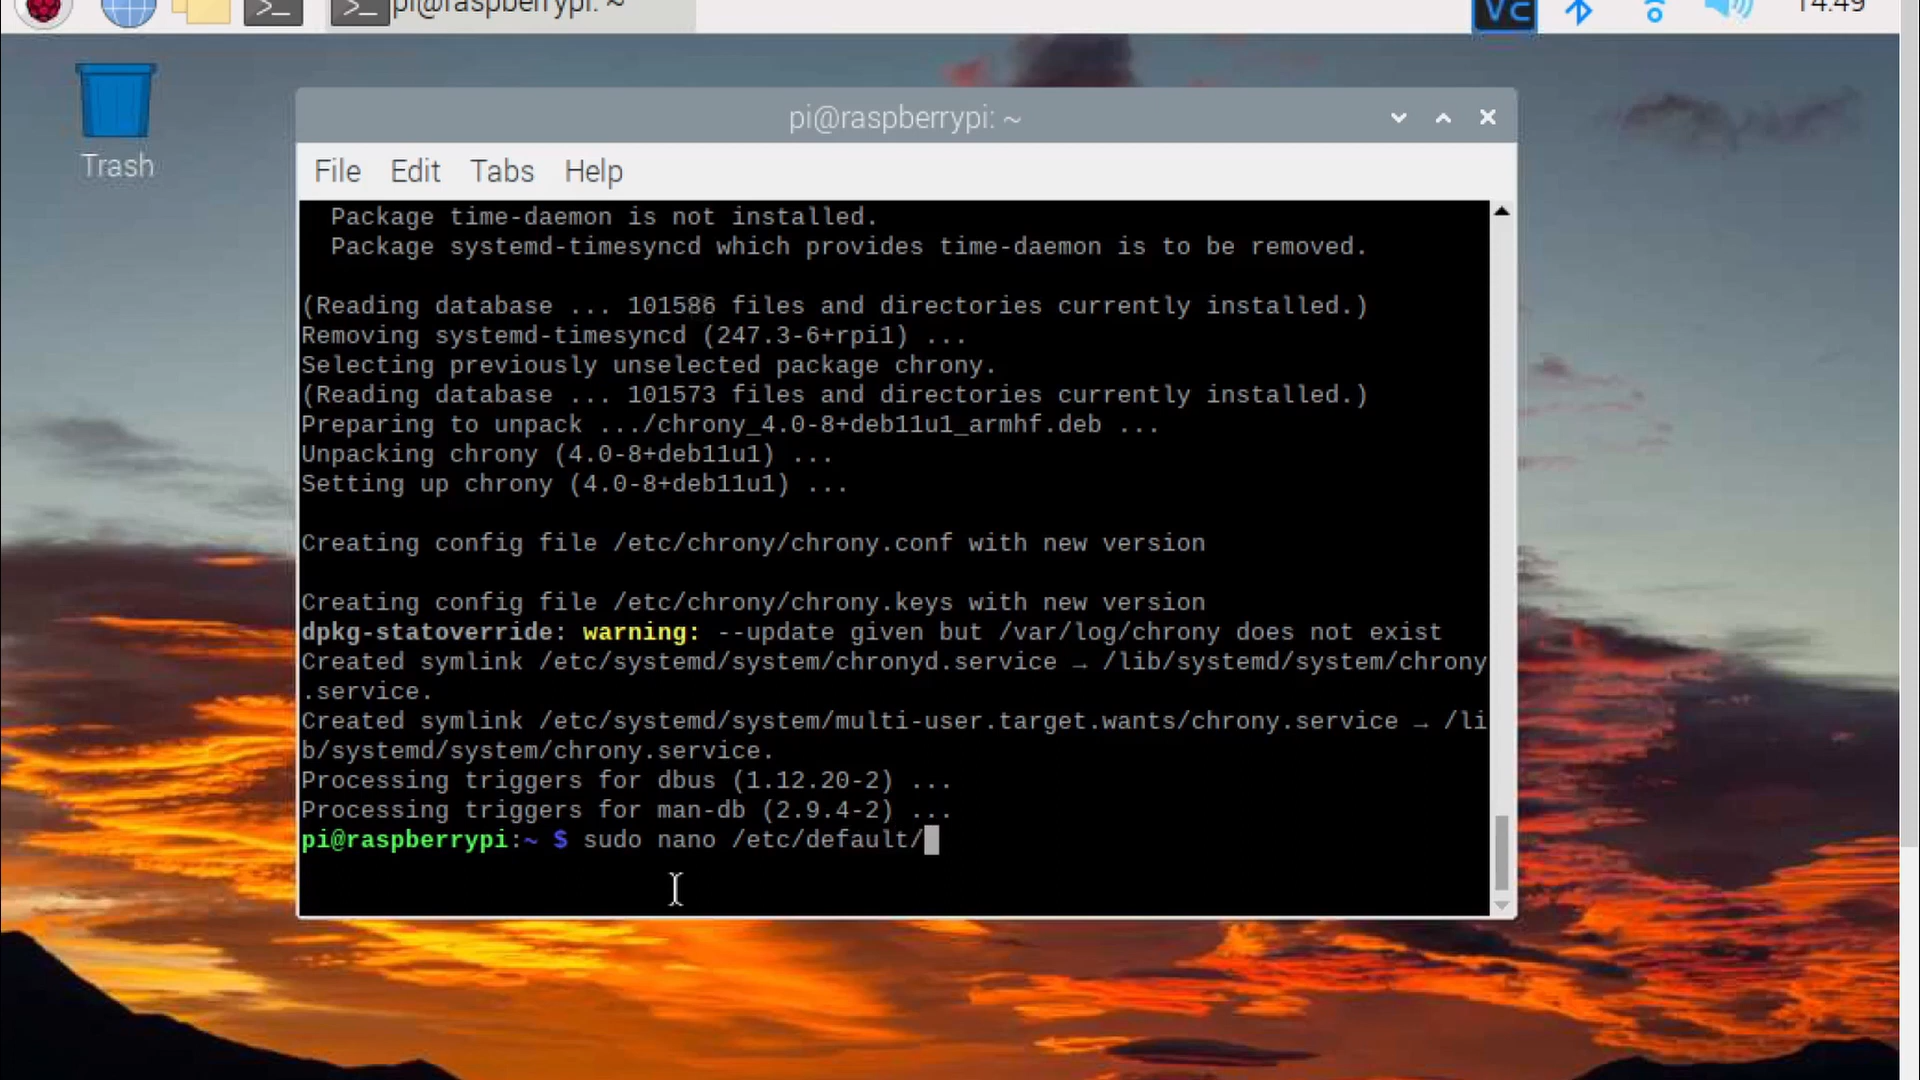 pi@raspberrypi: ~
14:49
Trash
pi@raspberrypi: ~
File Edit Tabs Help
Package time-daemon is not installed.
Package systemd-timesyncd which provides time-daemon is to be removed.
(Reading database ... 101586 files and directories currently installed.)
Removing systemd-timesyncd (247.3-6+rpi1) ...
Selecting previously unselected package chrony.
(Reading database ... 101573 files and directories currently installed.)
Preparing to unpack .../chrony_4.0-8+deb11u1_armhf.deb ...
Unpacking chrony (4.0-8+deb11u1) ...
Setting up chrony (4.0-8+deb11u1) ...
Creating config file /etc/chrony/chrony.conf with new version
Creating config file /etc/chrony/chrony.keys with new version
dpkg-statoverride: warning: --update given but /var/log/chrony does not exist
Created symlink /etc/systemd/system/chronyd.service → /lib/systemd/system/chrony
.service.
Created symlink /etc/systemd/system/multi-user.target.wants/chrony.service → /li
b/systemd/system/chrony.service.
Processing triggers for dbus (1.12.20-2) ...
Processing triggers for man-db (2.9.4-2) ...
pi@raspberrypi:~ $ sudo nano /etc/default/